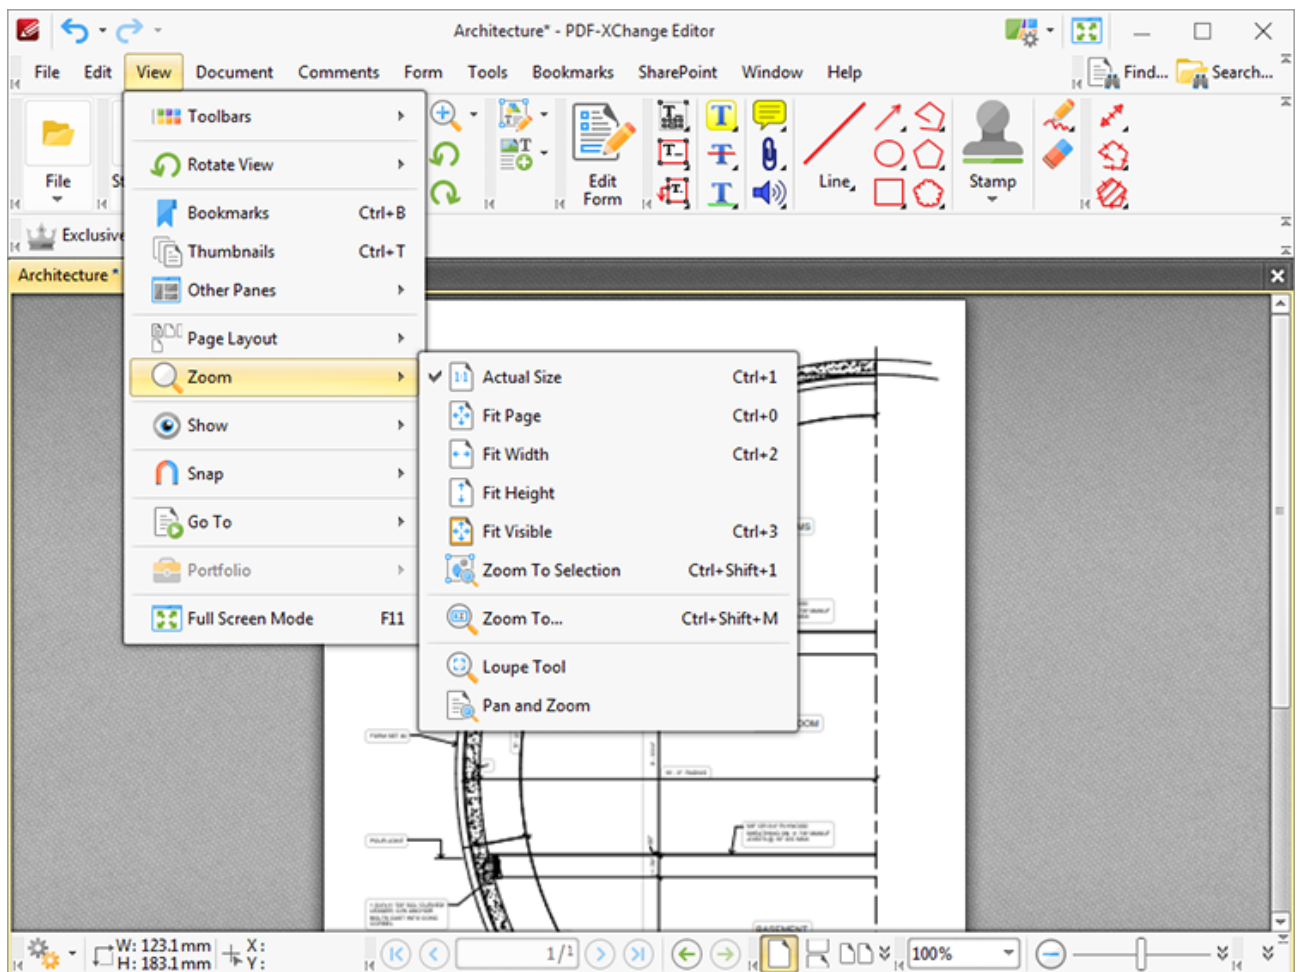 Architecture* - PDF-XChange Editor
File Edit View Document Comments Form Tools Bookmarks SharePoint Window Help Find... Search...
Toolbars
Rotate View
Bookmarks Ctrl+B
Thumbnails Ctrl+T
Other Panes
Page Layout
Zoom
Show
Snap
Go To
Portfolio
Full Screen Mode F11
File
St
Edit
Form
Line
Stamp
Exclusive
Architecture *
Actual Size Ctrl+1
Fit Page Ctrl+0
Fit Width Ctrl+2
Fit Height
Fit Visible Ctrl+3
Zoom To Selection Ctrl+Shift+1
Zoom To... Ctrl+Shift+M
Loupe Tool
Pan and Zoom
BASEMENT
W: 123.1 mm X:
H: 183.1 mm Y:
1/1
100%